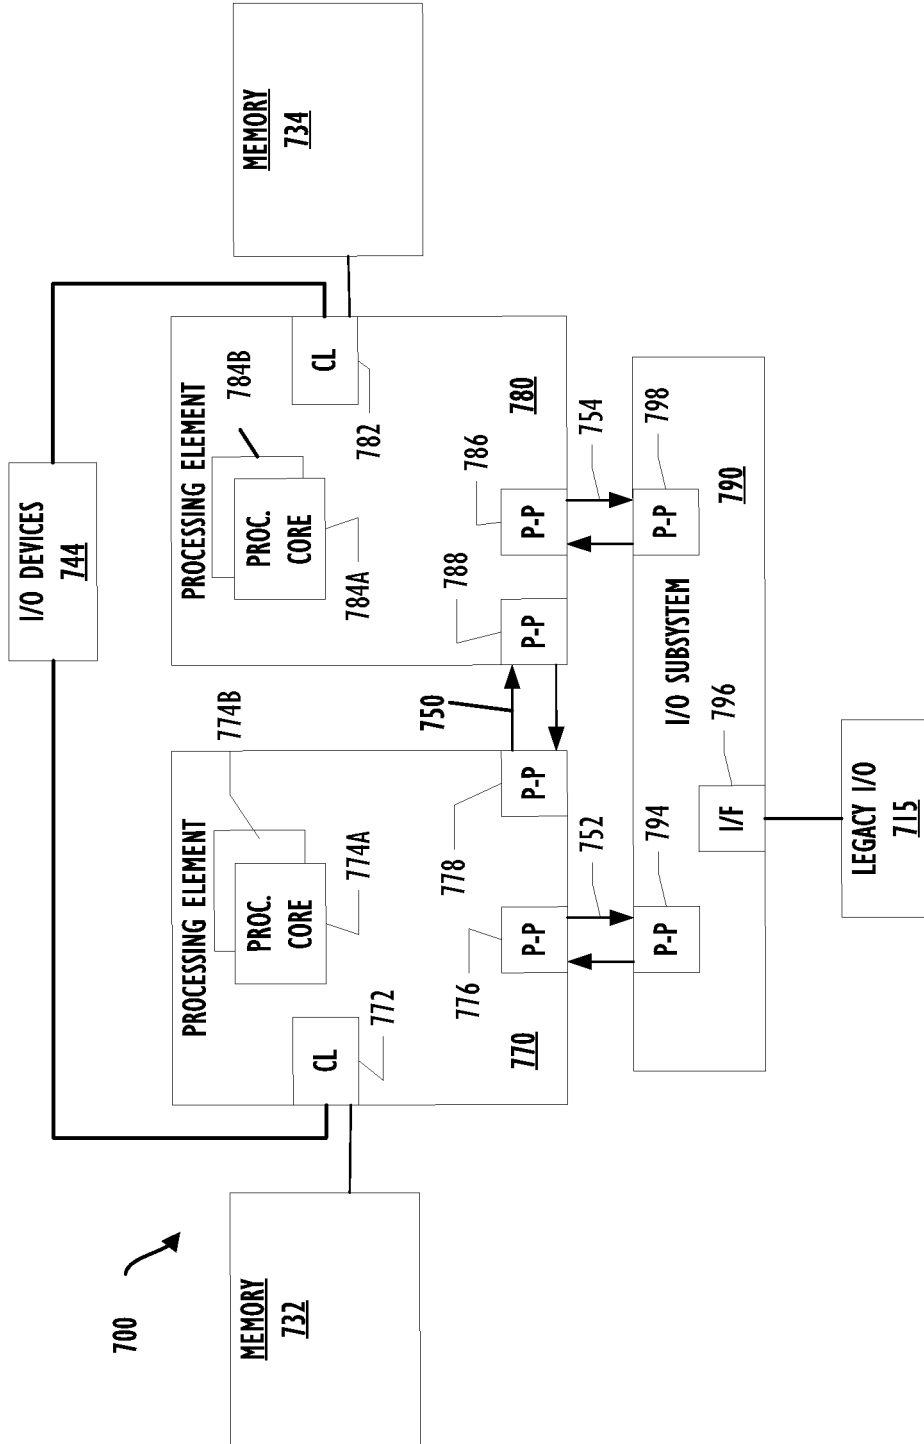 700
I/O DEVICES
744
MEMORY
732
PROCESSING ELEMENT
774B
PROC.
CORE
774A
CL
772
776
P-P
778
P-P
770
750
PROCESSING ELEMENT
784B
PROC.
CORE
784A
CL
782
788
P-P
786
P-P
780
MEMORY
734
752
754
794
P-P
I/O SUBSYSTEM
798
P-P
796
I/F
790
LEGACY I/O
715